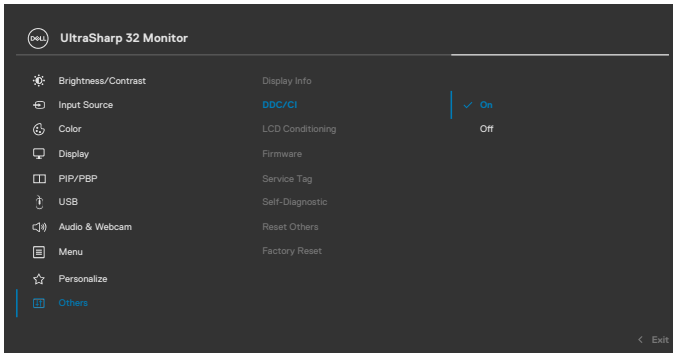 DELL UltraSharp 32 Monitor
Brightness/Contrast Display Info
Input Source DDC/CI On
Color LCD Conditioning Off
Display Firmware
PIP/PBP Service Tag
USB Self-Diagnostic
Audio & Webcam Reset Others
Menu Factory Reset
Personalize
Others
Exit